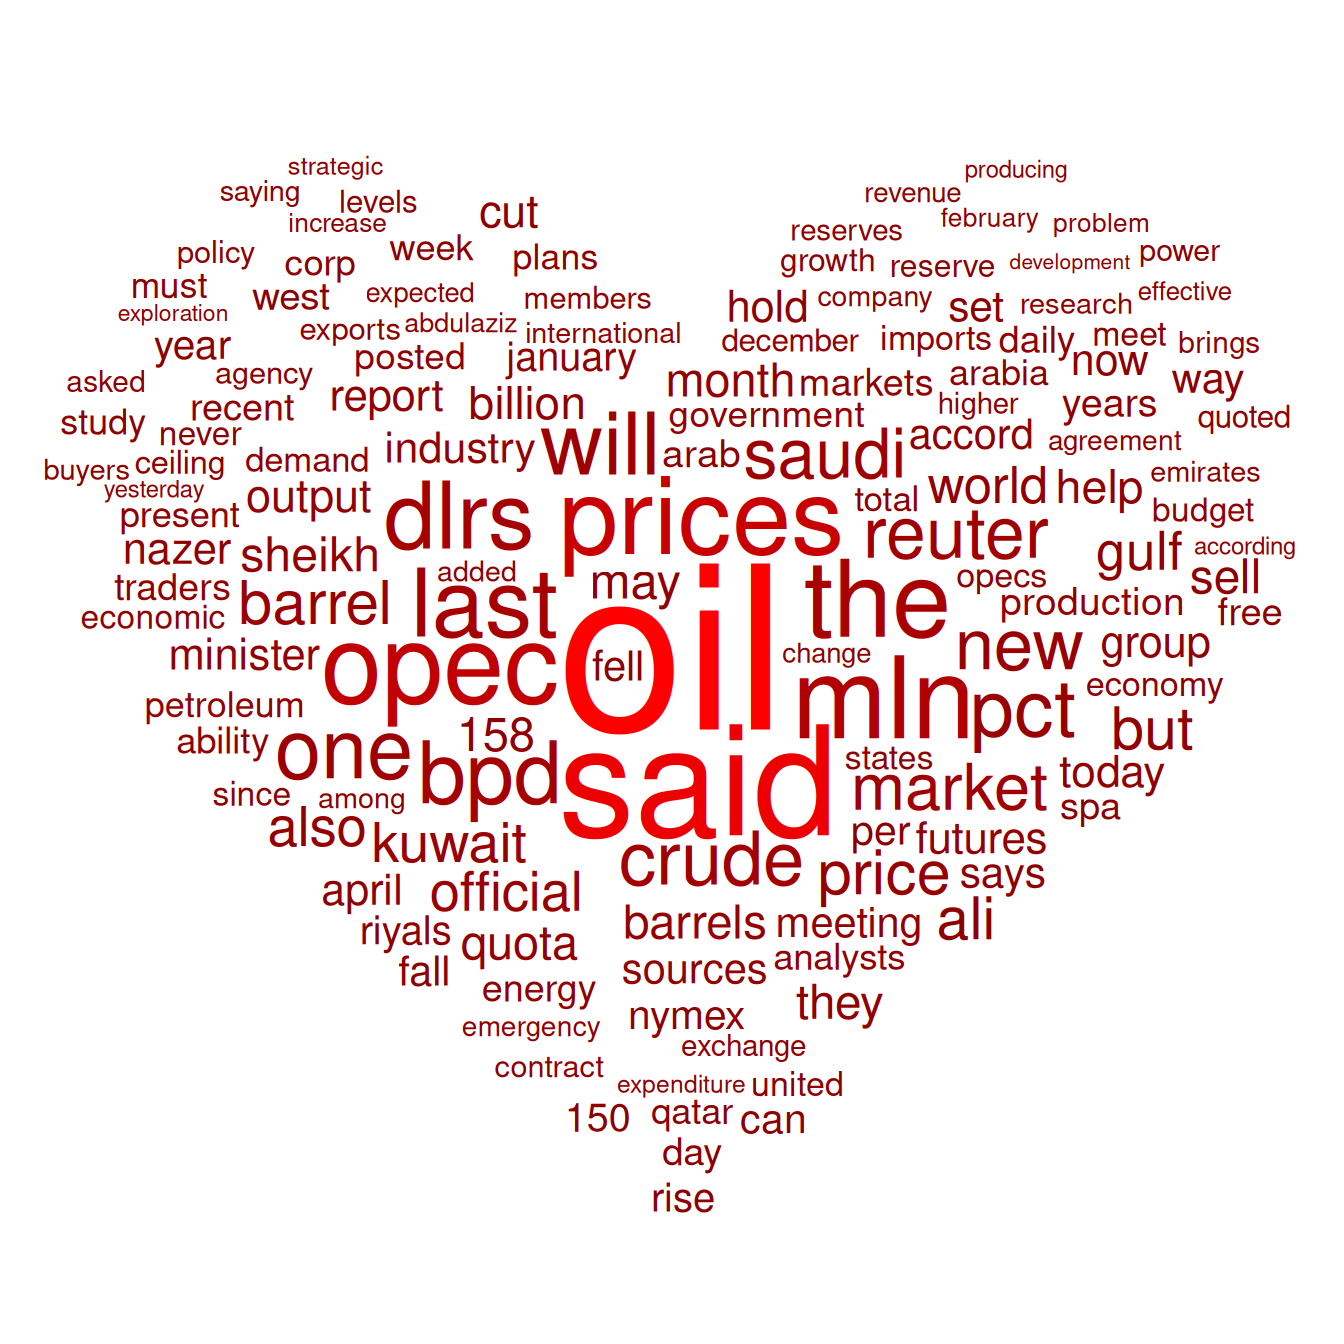 strategic
producing
saying levels revenue
increase cut reserves february problem
policy corp week plans growth reserve development power
must west expected members hold company set research effective
exploration exports abdulaziz international december imports daily meet brings
year posted january month markets arabia now way
asked agency report billion government higher years quoted
study recent never industry will arab saudi accord agreement
buyers ceiling demand dlrs prices total world help emirates
yesterday output reuter budget
present nazer sheikh added may the opecs gulf according
traders barrel last production sell
economic free
minister opec oil fell change new group
petroleum mln pct economy
ability one 158 but
since among bpd said states market today
also kuwait spa
crude per futures
april official price says
riyals quota barrels meeting ali
fall sources analysts
energy nymex they
emergency exchange
contract expenditure united
150 qatar can
day
rise